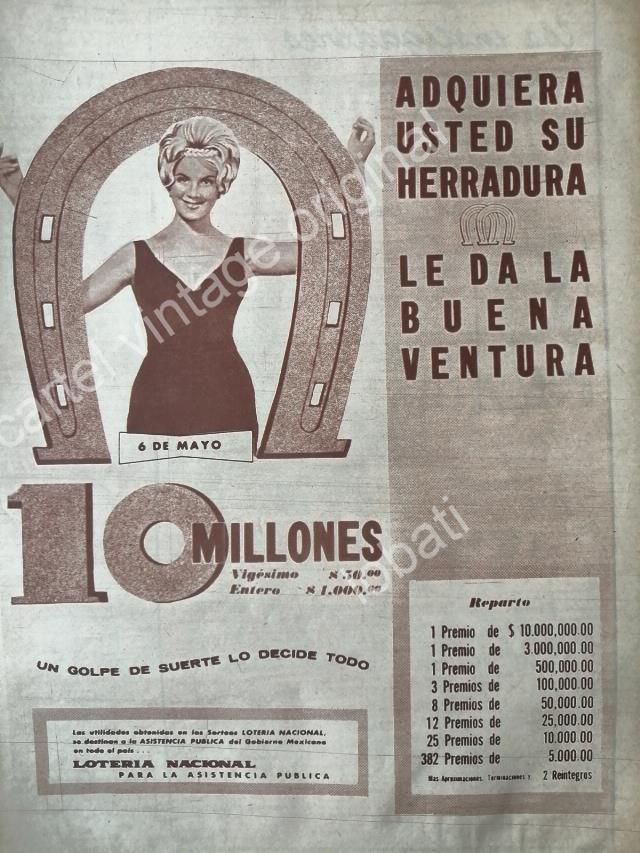 ADQUIERA
USTED SU
HERRADURA
LE DA LA
BUENA
VENTURA
6 DE MAYO
10 MILLONES
Vigésimo $ 50.00
Entero $ 1.000.00
UN GOLPE DE SUERTE LO DECIDE TODO
Las utilidades obtenidas en los Sorteos LOTERIA NACIONAL,
se destinan a la ASISTENCIA PUBLICA del Gobierno Mexicano
en todo el país...
LOTERIA NACIONAL
PARA LA ASISTENCIA PUBLICA
Reparto
1 Premio de $ 10.000,000.00
1 Premio de 3.000,000.00
1 Premio de 500,000.00
3 Premios de 100,000.00
8 Premios de 50,000.00
12 Premios de 25,000.00
25 Premios de 10.000.00
382 Premios de 5.000.00
Mas Aproximaciones, Terminaciones y 2 Reintegros
cartel vintage original
robati